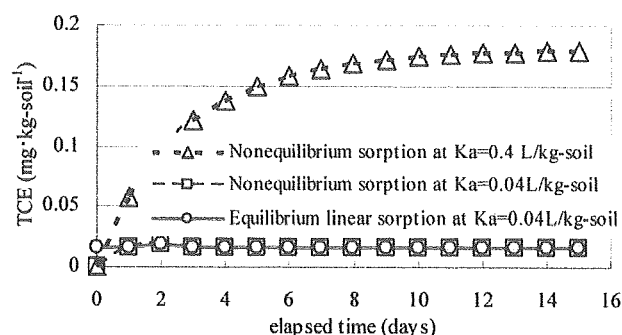 0.2
0.15
0.1
0.05
0
TCE (mg·kg-soil⁻¹)
Nonequilibrium sorption at Ka=0.4 L/kg-soil
Nonequilibrium sorption at Ka=0.04L/kg-soil
Equilibrium linear sorption at Ka=0.04L/kg-soil
0 2 4 6 8 10 12 14 16
elapsed time (days)